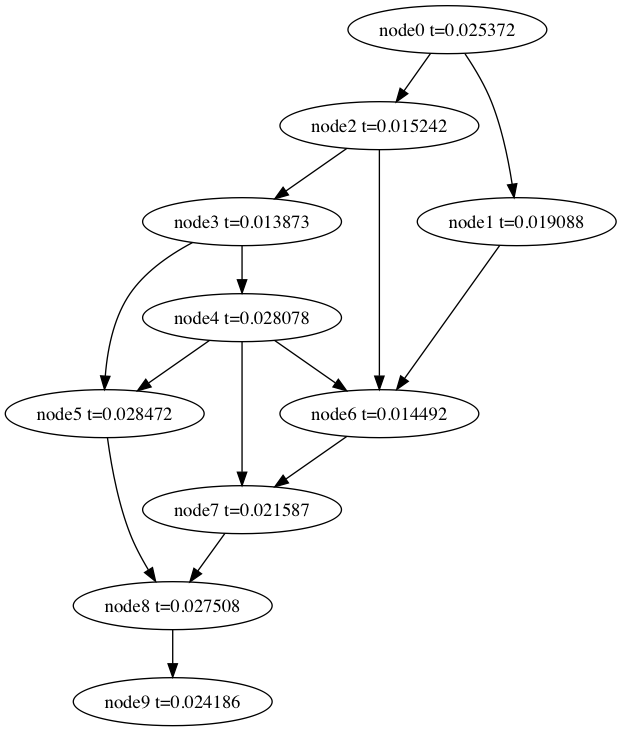 node0 t=0.025372
node2 t=0.015242
node3 t=0.013873
node1 t=0.019088
node4 t=0.028078
node5 t=0.028472
node6 t=0.014492
node7 t=0.021587
node8 t=0.027508
node9 t=0.024186